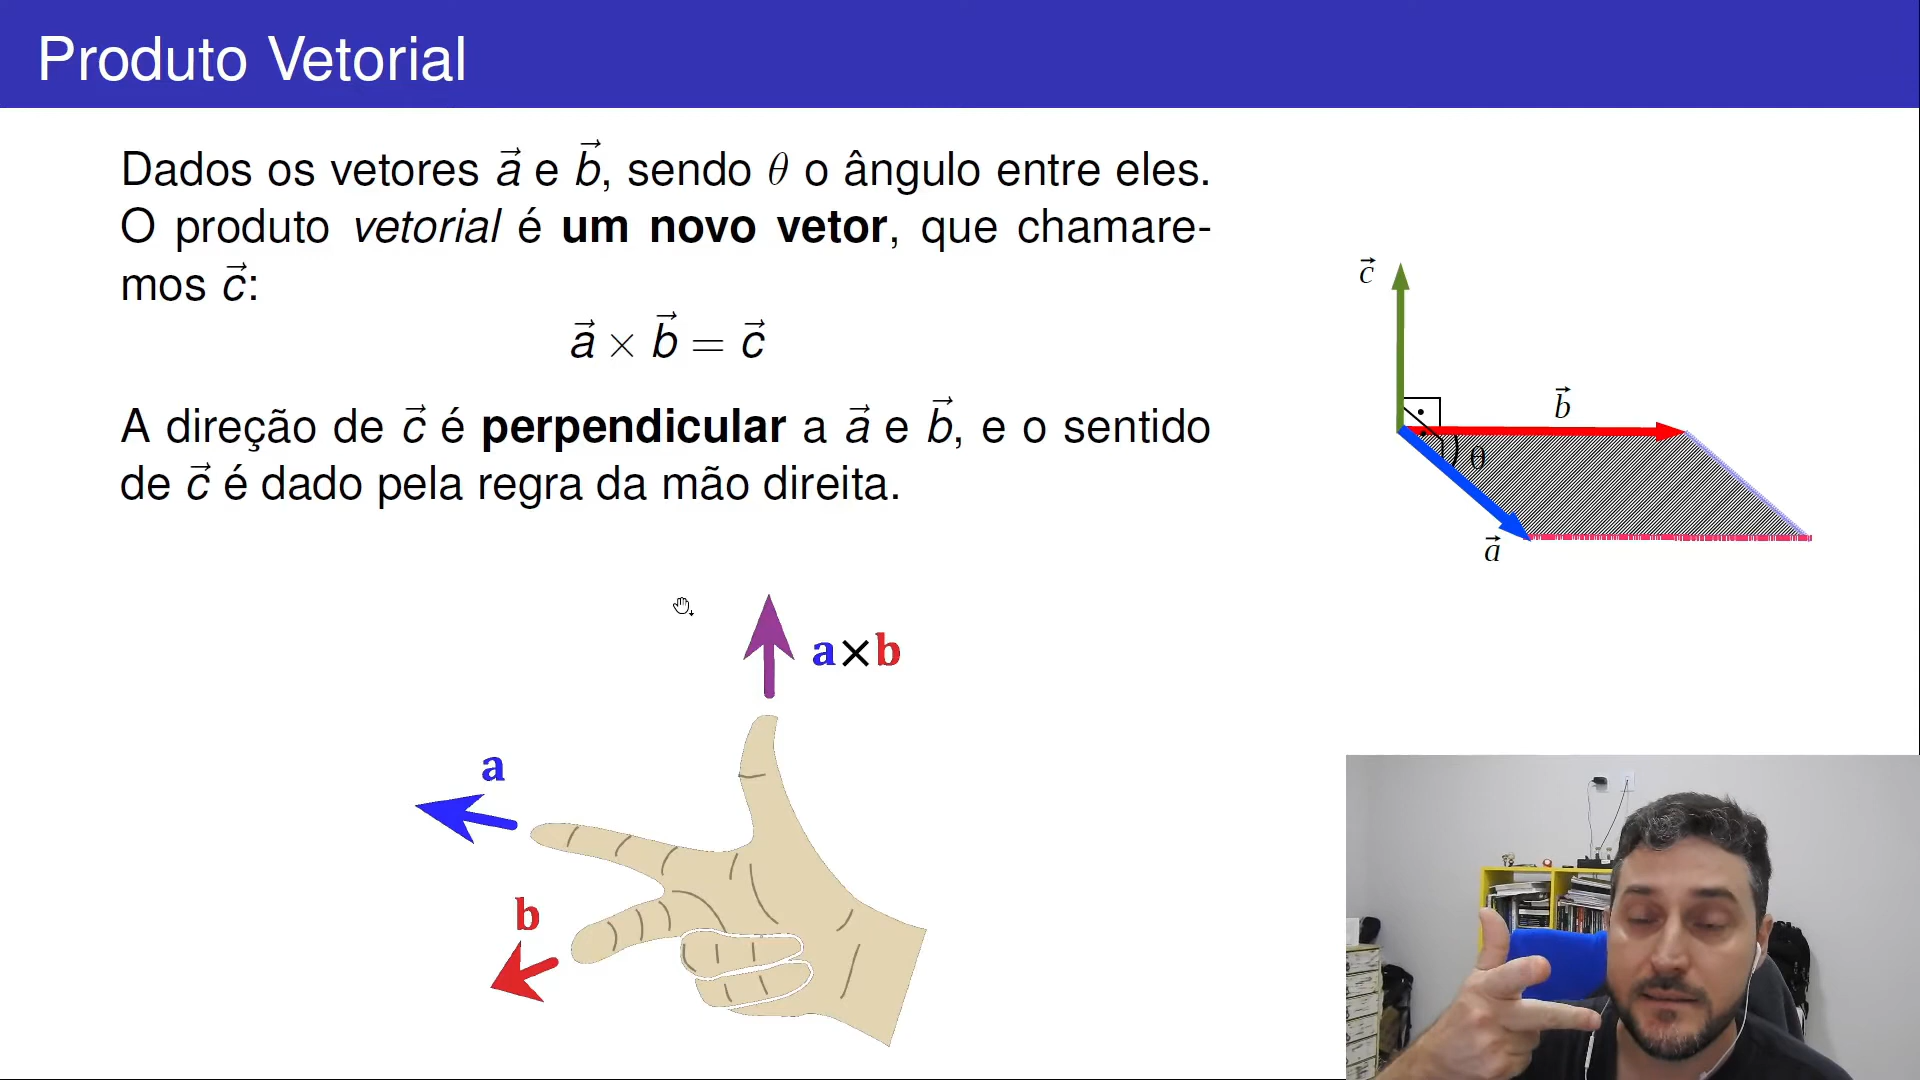 Produto Vetorial
Dados os vetores a⃗ e b⃗, sendo θ o ângulo entre eles.
O produto vetorial é um novo vetor, que chamare-
mos c⃗:
a⃗ × b⃗ = c⃗
A direção de c⃗ é perpendicular a a⃗ e b⃗, e o sentido
de c⃗ é dado pela regra da mão direita.
c⃗
b⃗
θ
a⃗
a×b
a
b